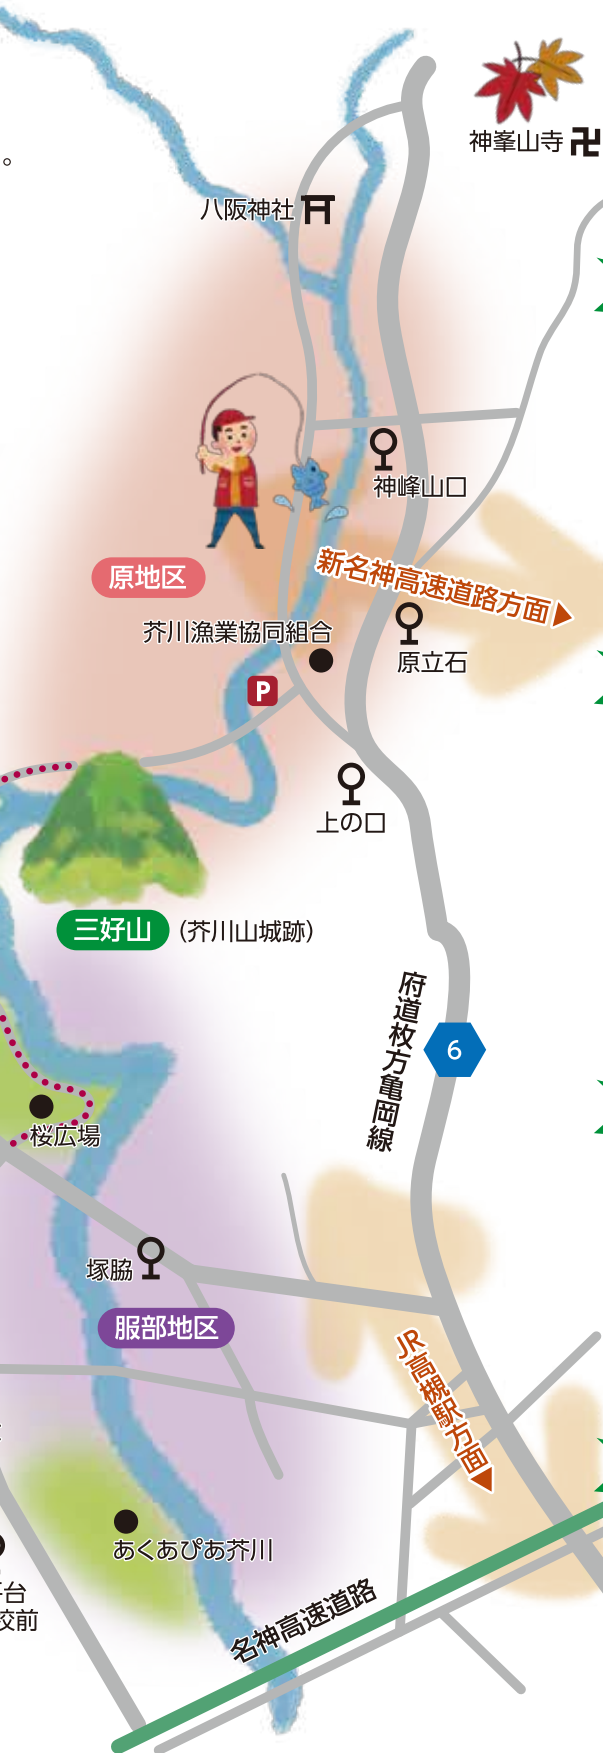 。
神峯山寺
八阪神社
神峰山口
新名神高速道路方面▶
原地区
芥川漁業協同組合
原立石
P
上の口
三好山 (芥川山城跡)
府道枚方亀岡線
6
桜広場
塚脇
服部地区
JR高槻駅方面▶
あくあぴあ芥川
台
校前
名神高速道路